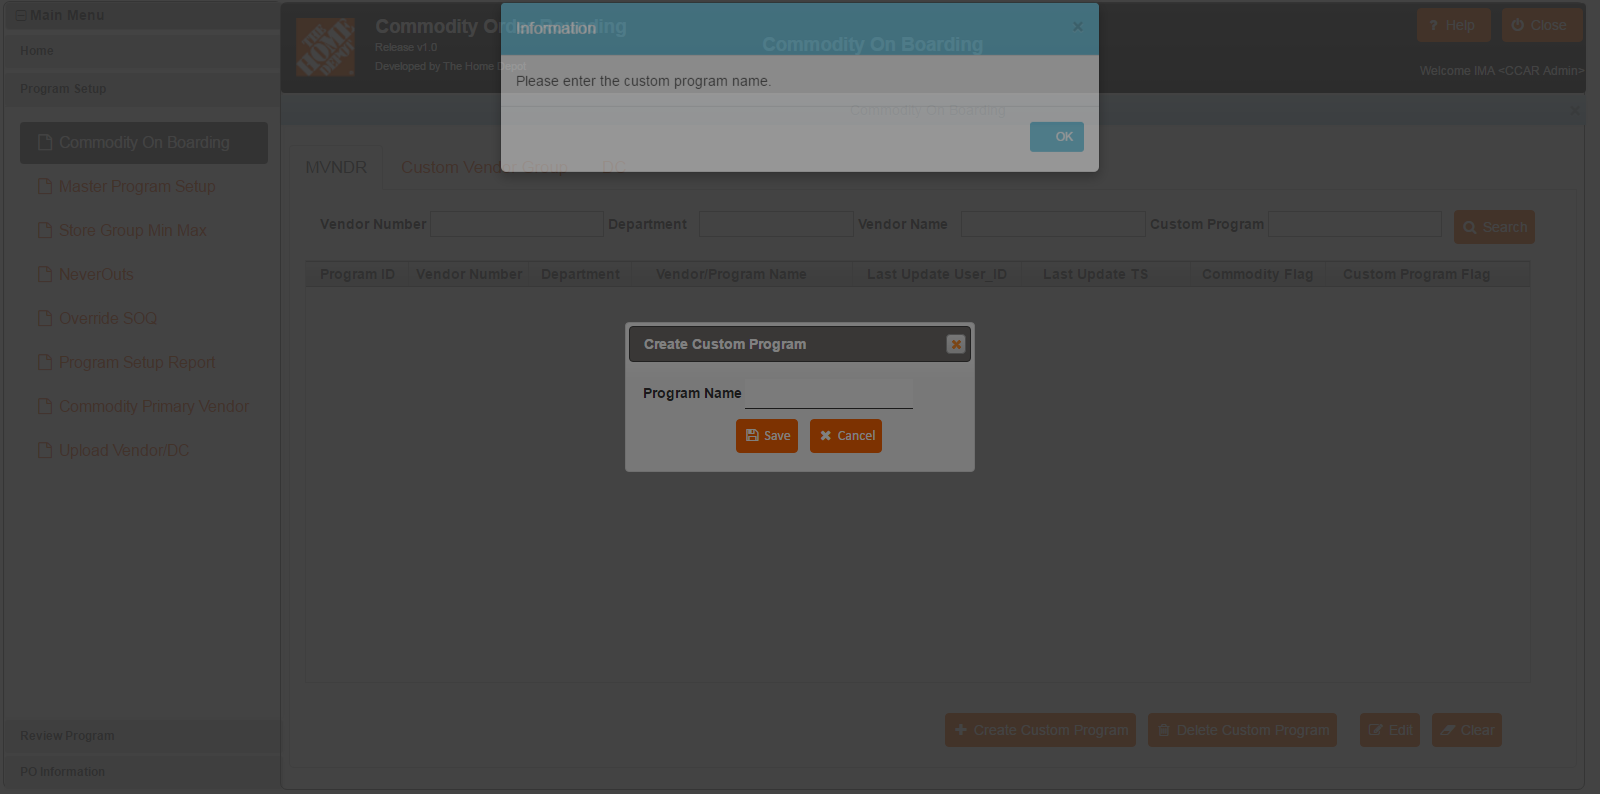 Main Menu
Home
Program Setup
Commodity On Boarding
Master Program Setup
Store Group Min Max
NeverOuts
Override SOQ
Program Setup Report
Commodity Primary Vendor
Upload Vendor/DC
Review Program
PO Information
THE HOME DEPOT
Commodity Order Boarding
Release v1.0
Developed by The Home Depot
Commodity On Boarding
? Help
Close
Welcome IMA <CCAR Admin>
Information ×
Please enter the custom program name.
OK
Commodity On Boarding
MVNDR Custom Vendor Group DC
Vendor Number Department Vendor Name Custom Program Search
Program ID Vendor Number Department Vendor/Program Name Last Update User_ID Last Update TS Commodity Flag Custom Program Flag
Create Custom Program
Program Name
Save Cancel
Create Custom Program Delete Custom Program Edit Clear